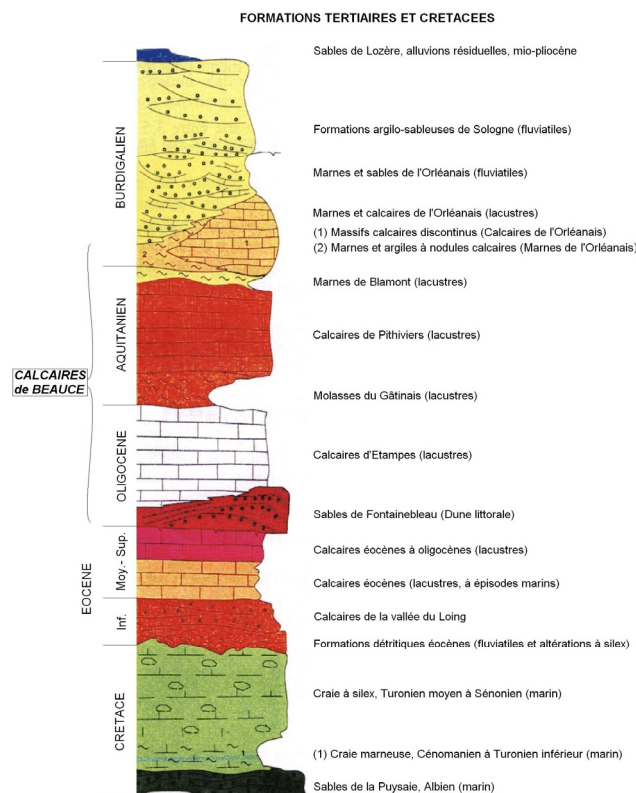 FORMATIONS TERTIAIRES ET CRETACEES
Sables de Lozère, alluvions résiduelles, mio-pliocène
BURDIGALIEN
Formations argilo-sableuses de Sologne (fluviatiles)
Marnes et sables de l'Orléanais (fluviatiles)
Marnes et calcaires de l'Orléanais (lacustres)
(1) Massifs calcaires discontinus (Calcaires de l'Orléanais)
(2) Marnes et argiles à nodules calcaires (Marnes de l'Orléanais)
1
2
Marnes de Blamont (lacustres)
AQUITANIEN
Calcaires de Pithiviers (lacustres)
CALCAIRES
de BEAUCE
Molasses du Gâtinais (lacustres)
OLIGOCENE
Calcaires d'Etampes (lacustres)
Sables de Fontainebleau (Dune littorale)
EOCENE
Moy.- Sup.
Calcaires éocènes à oligocènes (lacustres)
Calcaires éocènes (lacustres, à épisodes marins)
Inf.
Calcaires de la vallée du Loing
Formations détritiques éocènes (fluviatiles et altérations à silex)
CRETACE
Craie à silex, Turonien moyen à Sénonien (marin)
1
(1) Craie marneuse, Cénomanien à Turonien inférieur (marin)
Sables de la Puysaie, Albien (marin)